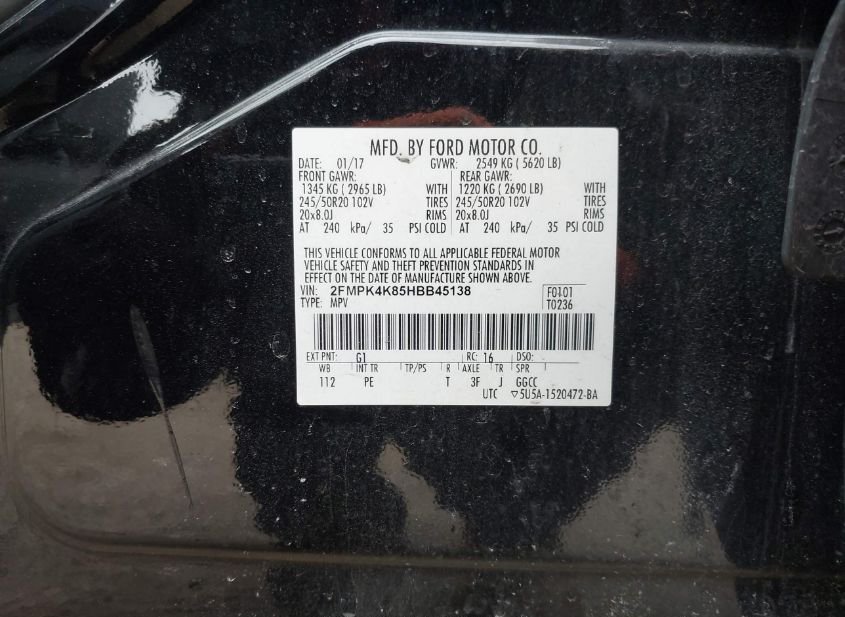 MFD. BY FORD MOTOR CO.
DATE: 01/17 GVWR: 2549 KG ( 5620 LB)
FRONT GAWR: REAR GAWR:
1345 KG ( 2965 LB) WITH 1220 KG ( 2690 LB) WITH
245/50R20 102V TIRES 245/50R20 102V TIRES
20x8.0J RIMS 20x8.0J RIMS
AT 240 kPa/ 35 PSI COLD AT 240 kPa/ 35 PSI COLD
THIS VEHICLE CONFORMS TO ALL APPLICABLE FEDERAL MOTOR
VEHICLE SAFETY AND THEFT PREVENTION STANDARDS IN
EFFECT ON THE DATE OF MANUFACTURE SHOWN ABOVE.
VIN: 2FMPK4K85HBB45138 F0101
TYPE: MPV T0236
EXT PNT: G1 RC: 16 DSO:
WB INT TR TP/PS R AXLE TR SPR
112 PE T 3F J GGCC
UTC ▽5U5A-1520472-BA